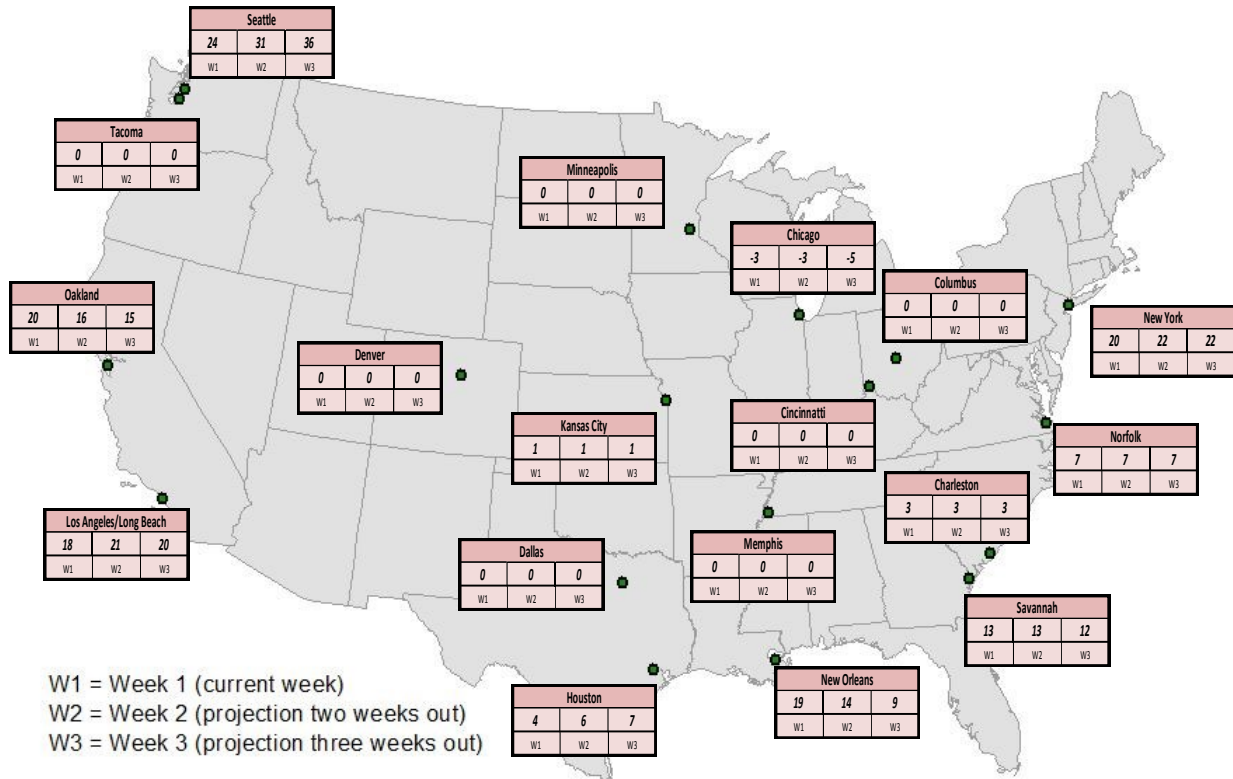 Seattle
24 31 36
W1 W2 W3
Tacoma
0 0 0
W1 W2 W3
Minneapolis
0 0 0
W1 W2 W3
Chicago
-3 -3 -5
W1 W2 W3
Columbus
0 0 0
W1 W2 W3
Oakland
20 16 15
W1 W2 W3
New York
20 22 22
W1 W2 W3
Denver
0 0 0
W1 W2 W3
Kansas City
1 1 1
W1 W2 W3
Cincinnatti
0 0 0
W1 W2 W3
Norfolk
7 7 7
W1 W2 W3
Charleston
3 3 3
W1 W2 W3
Los Angeles/Long Beach
18 21 20
W1 W2 W3
Dallas
0 0 0
W1 W2 W3
Memphis
0 0 0
W1 W2 W3
Savannah
13 13 12
W1 W2 W3
New Orleans
19 14 9
W1 W2 W3
Houston
4 6 7
W1 W2 W3
W1 = Week 1 (current week)
W2 = Week 2 (projection two weeks out)
W3 = Week 3 (projection three weeks out)